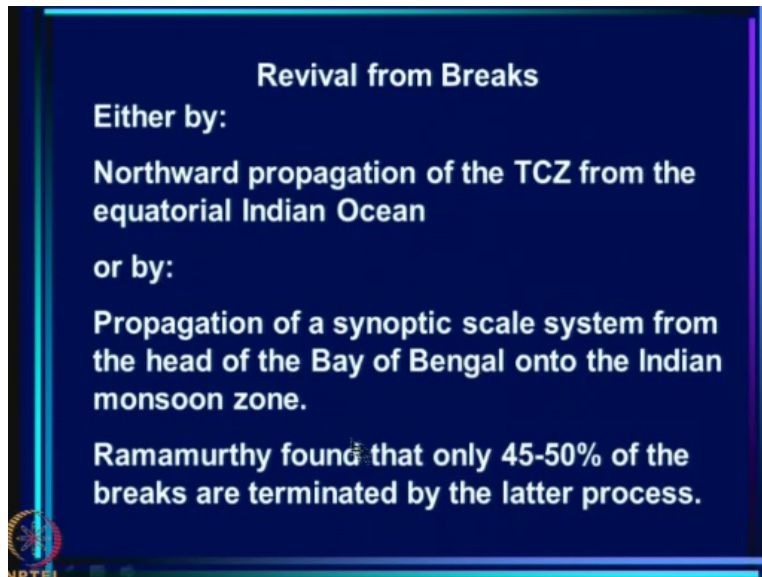 Revival from Breaks
Either by:
Northward propagation of the TCZ from the
equatorial Indian Ocean
or by:
Propagation of a synoptic scale system from
the head of the Bay of Bengal onto the Indian
monsoon zone.
Ramamurthy found that only 45-50% of the
breaks are terminated by the latter process.
NPTEL